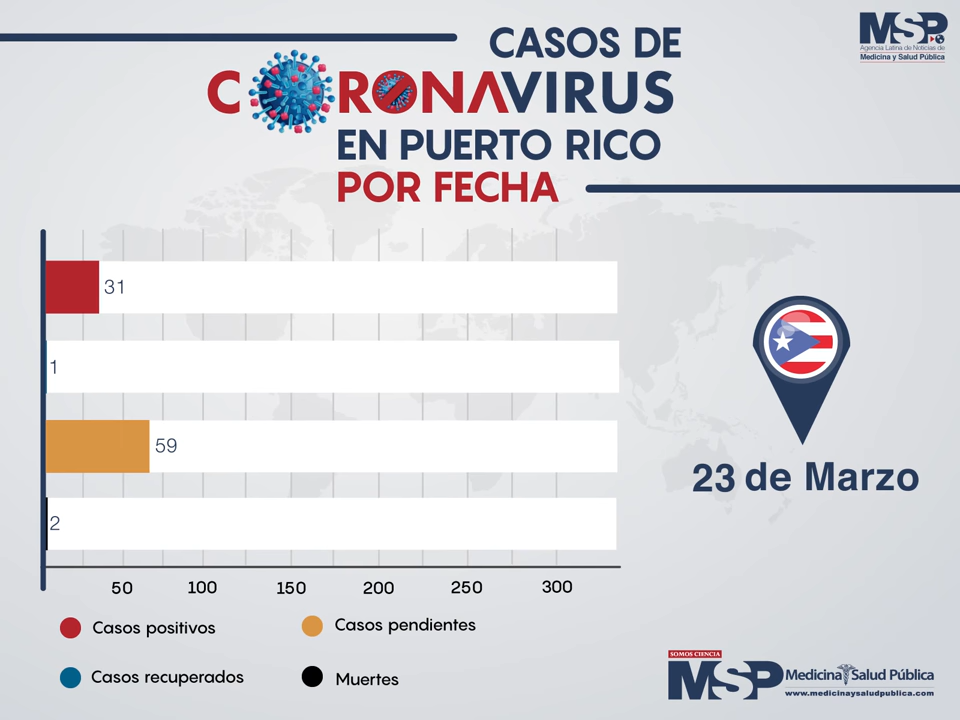 CASOS DE
CORONAVIRUS
EN PUERTO RICO
POR FECHA
MSP
Agencia Latina de Noticias de
Medicina y Salud Pública
31
1
59
2
50 100 150 200 250 300
23 de Marzo
Casos positivos
Casos pendientes
Casos recuperados
Muertes
SOMOS CIENCIA
MSP Medicina Salud Pública
www.medicinaysaludpublica.com